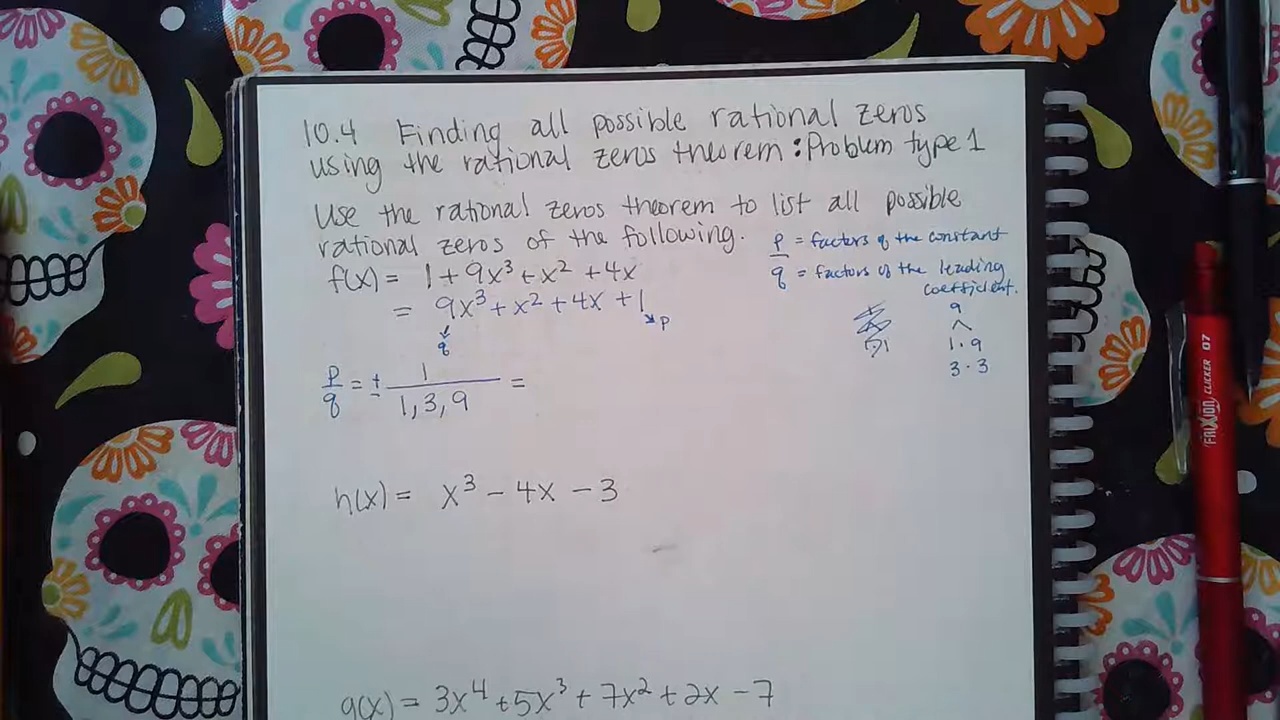 10.4 Finding all possible rational zeros
using the rational zeros theorem: Problem type 1
Use the rational zeros theorem to list all possible
rational zeros of the following.
p = factors of the constant
q = factors of the leading
coefficient.
f(x) = 1 + 9x³ + x² + 4x
= 9x³ + x² + 4x + 1
q
p
9
1·9
3·3
p/q = ± 1/1,3,9 =
h(x) = x³ - 4x - 3
g(x) = 3x⁴ + 5x³ + 7x² + 2x - 7
FRIXION CLICKER 07